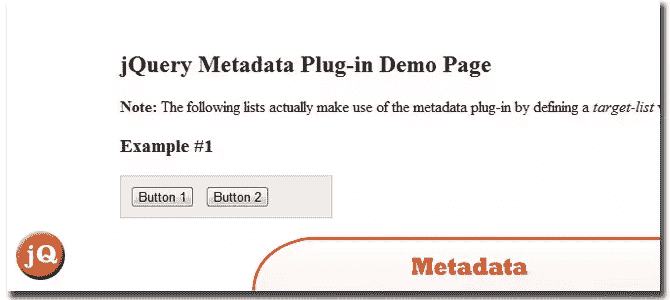 jQuery Metadata Plug-in Demo Page
Note: The following lists actually make use of the metadata plug-in by defining a target-list
Example #1
Button 1 Button 2
jQ
Metadata